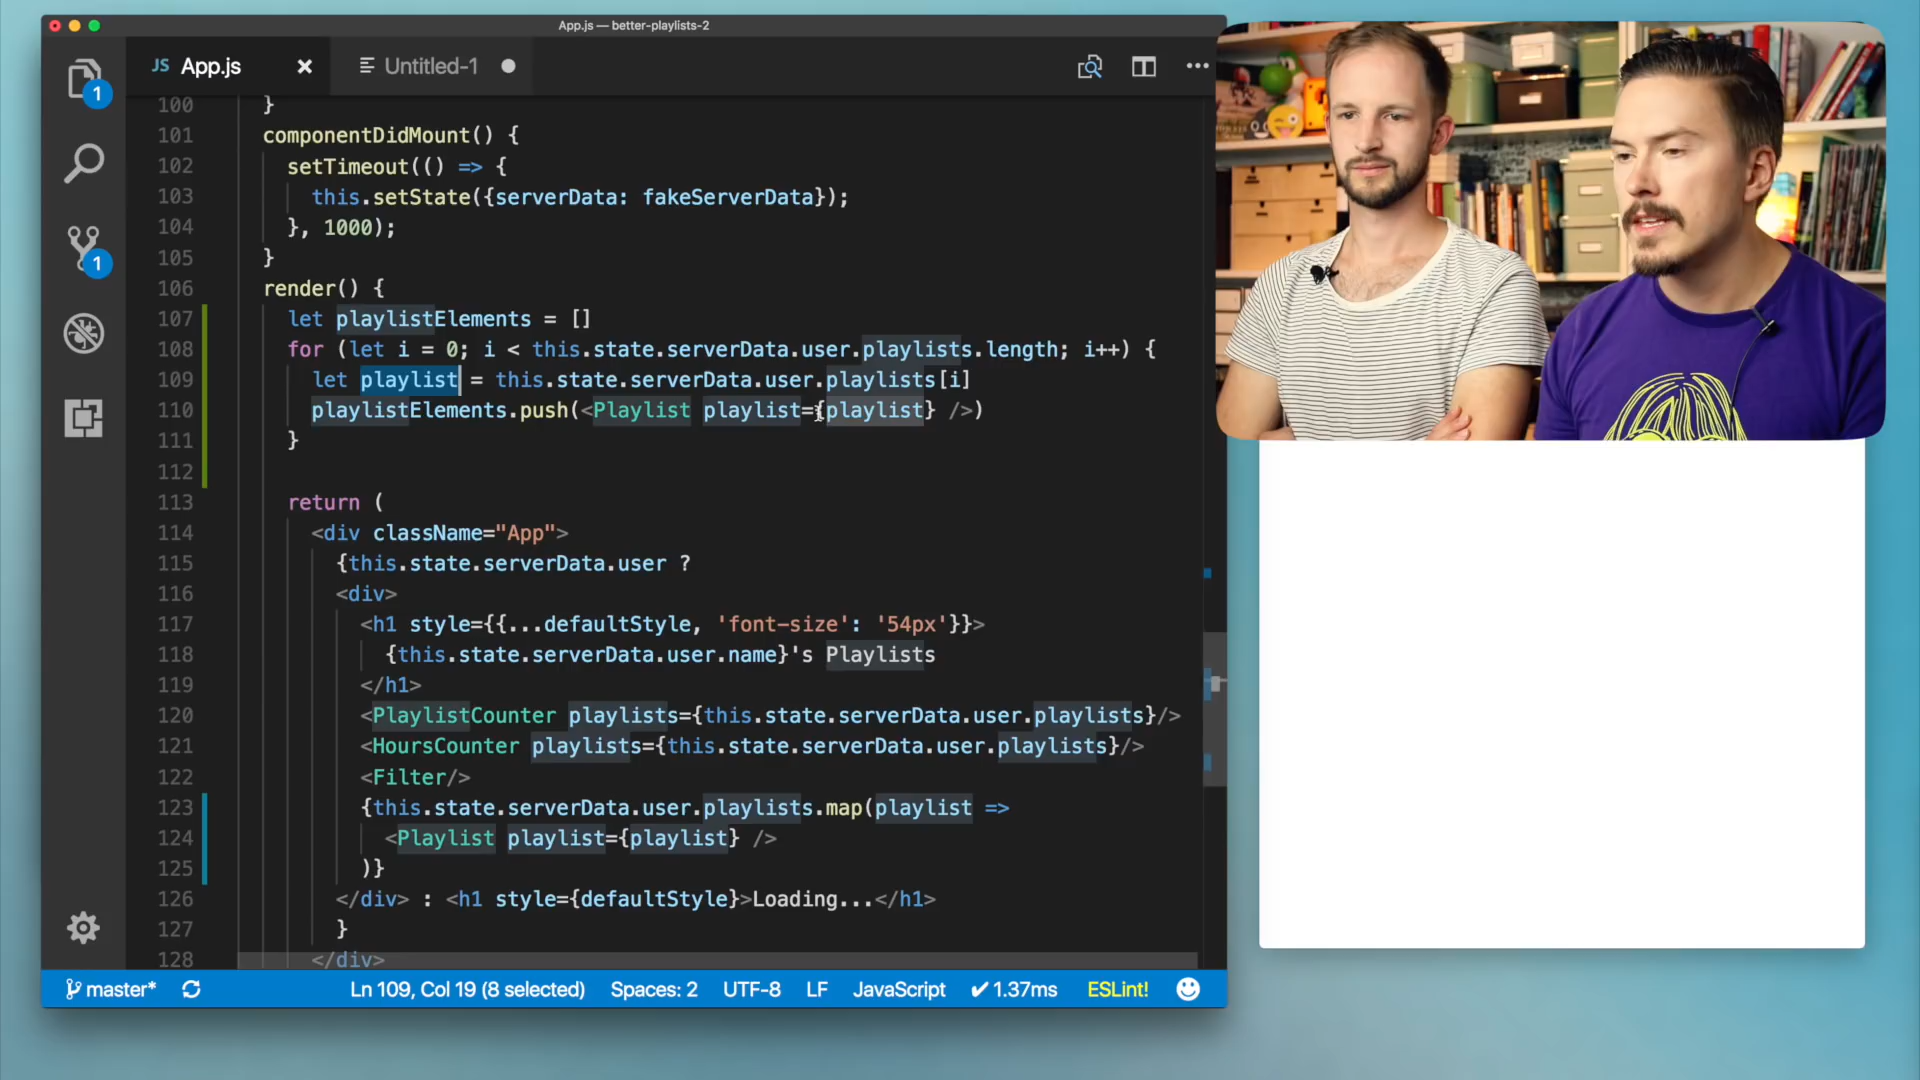 App.js — better-playlists-2
JS App.js
Untitled-1
1
1
100 }
101 componentDidMount() {
102 setTimeout(() => {
103 this.setState({serverData: fakeServerData});
104 }, 1000);
105 }
106 render() {
107 let playlistElements = []
108 for (let i = 0; i < this.state.serverData.user.playlists.length; i++) {
109 let playlist = this.state.serverData.user.playlists[i]
110 playlistElements.push(<Playlist playlist={playlist} />)
111 }
112
113 return (
114 <div className="App">
115 {this.state.serverData.user ?
116 <div>
117 <h1 style={{...defaultStyle, 'font-size': '54px'}}>
118 {this.state.serverData.user.name}'s Playlists
119 </h1>
120 <PlaylistCounter playlists={this.state.serverData.user.playlists}/>
121 <HoursCounter playlists={this.state.serverData.user.playlists}/>
122 <Filter/>
123 {this.state.serverData.user.playlists.map(playlist =>
124 <Playlist playlist={playlist} />
125 )}
126 </div> : <h1 style={defaultStyle}>Loading...</h1>
127 }
128 </div>
master* Ln 109, Col 19 (8 selected) Spaces: 2 UTF-8 LF JavaScript ✔ 1.37ms ESLint!